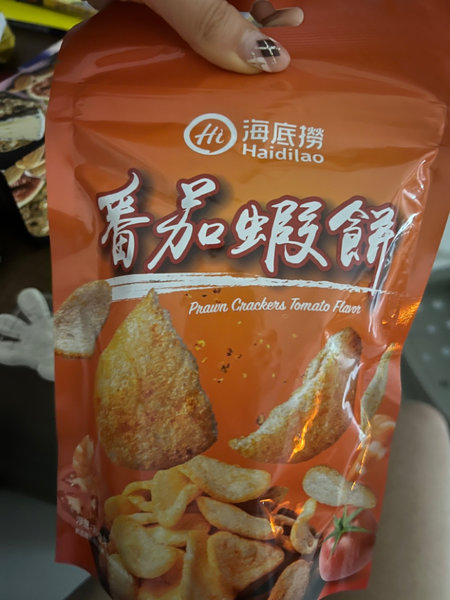 Hi 海底撈
Haidilao
番茄蝦餅
Prawn Crackers Tomato Flavor